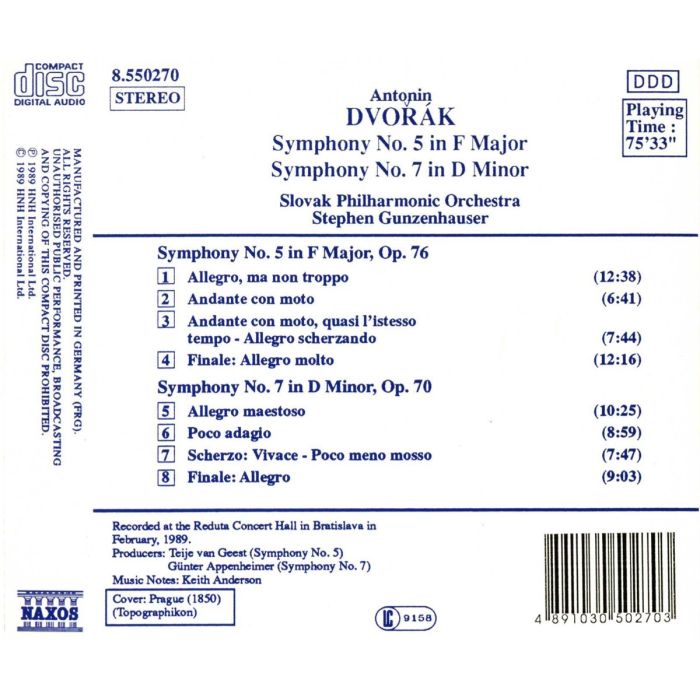 COMPACT
disc
DIGITAL AUDIO
8.550270
STEREO
Antonin
DVOŘÁK
Symphony No. 5 in F Major
Symphony No. 7 in D Minor
Slovak Philharmonic Orchestra
Stephen Gunzenhauser
DDD
Playing
Time :
75'33"
MANUFACTURED AND PRINTED IN GERMANY (FRG).
ALL RIGHTS RESERVED.
UNAUTHORISED PUBLIC PERFORMANCE, BROADCASTING
AND COPYING OF THIS COMPACT DISC PROHIBITED.
℗ 1989 HNH International Ltd.
© 1989 HNH International Ltd.
Symphony No. 5 in F Major, Op. 76
1 Allegro, ma non troppo (12:38)
2 Andante con moto (6:41)
3 Andante con moto, quasi l'istesso
tempo - Allegro scherzando (7:44)
4 Finale: Allegro molto (12:16)
Symphony No. 7 in D Minor, Op. 70
5 Allegro maestoso (10:25)
6 Poco adagio (8:59)
7 Scherzo: Vivace - Poco meno mosso (7:47)
8 Finale: Allegro (9:03)
Recorded at the Reduta Concert Hall in Bratislava in
February, 1989.
Producers: Teije van Geest (Symphony No. 5)
Günter Appenheimer (Symphony No. 7)
Music Notes: Keith Anderson
Cover: Prague (1850)
(Topographikon)
NAXOS
LC 9158
4 891030 502703